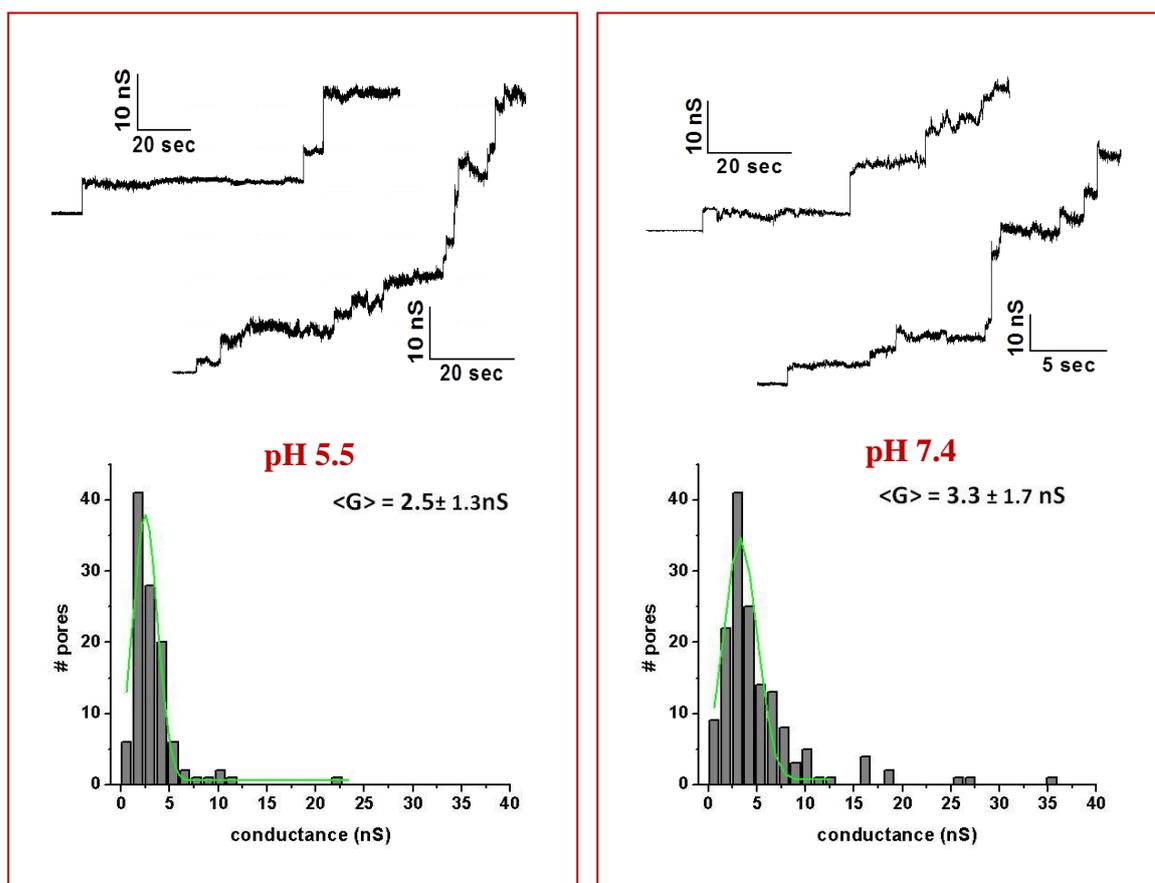 10 nS
20 sec
10 nS
20 sec
pH 5.5
<G> = 2.5± 1.3nS
40
30
20
10
0
# pores
0 5 10 15 20 25 30 35 40
conductance (nS)
10 nS
20 sec
10 nS
5 sec
pH 7.4
<G> = 3.3 ± 1.7 nS
40
30
20
10
0
# pores
0 5 10 15 20 25 30 35 40
conductance (nS)